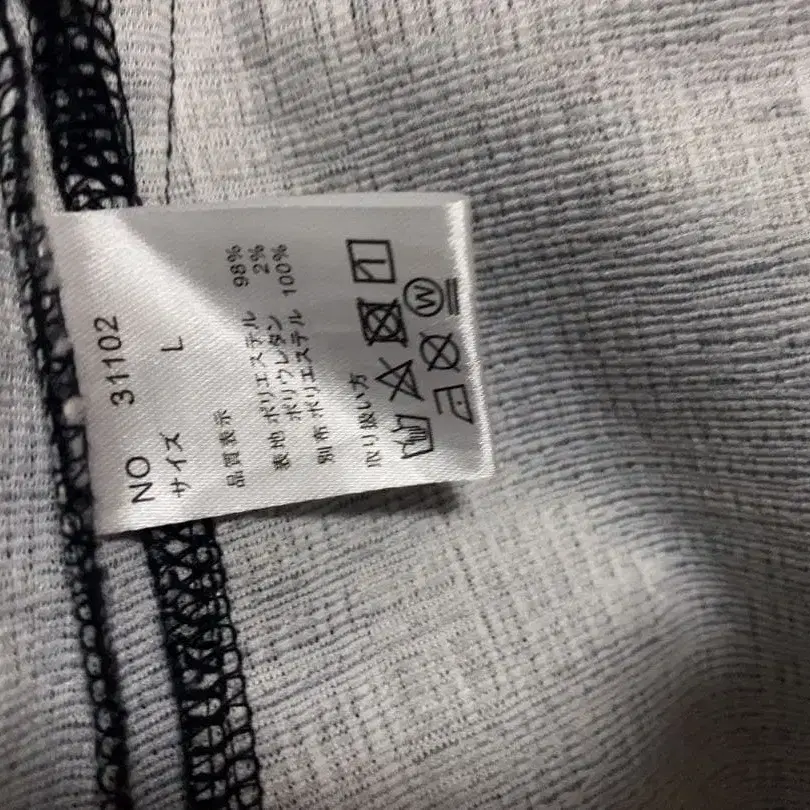 NO 31102
サイズ L
品質表示
表地 ポリエステル 98%
ポリウレタン 2%
別布 ポリエステル 100%
取り扱い方
W